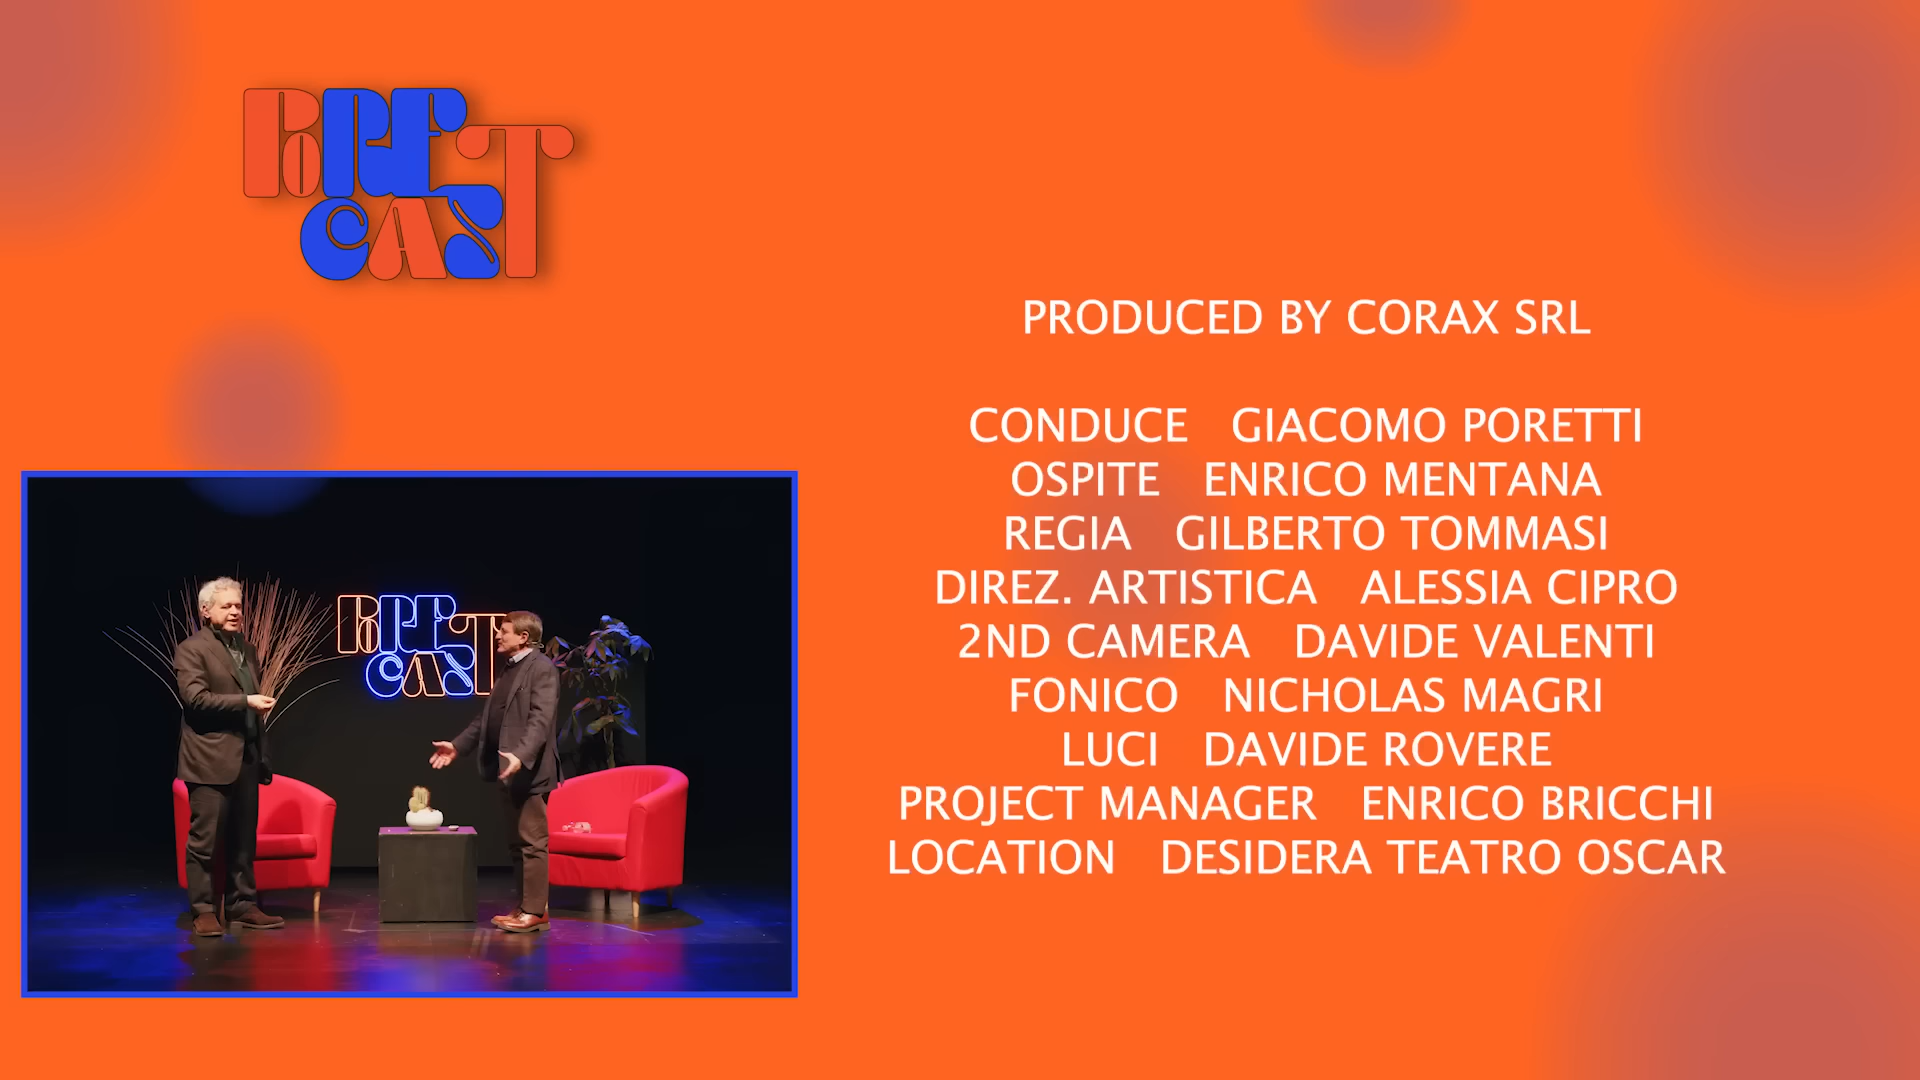 PORETCAST
PRODUCED BY CORAX SRL
CONDUCE GIACOMO PORETTI
OSPITE ENRICO MENTANA
REGIA GILBERTO TOMMASI
DIREZ. ARTISTICA ALESSIA CIPRO
2ND CAMERA DAVIDE VALENTI
FONICO NICHOLAS MAGRI
LUCI DAVIDE ROVERE
PROJECT MANAGER ENRICO BRICCHI
LOCATION DESIDERA TEATRO OSCAR
PORETCAST